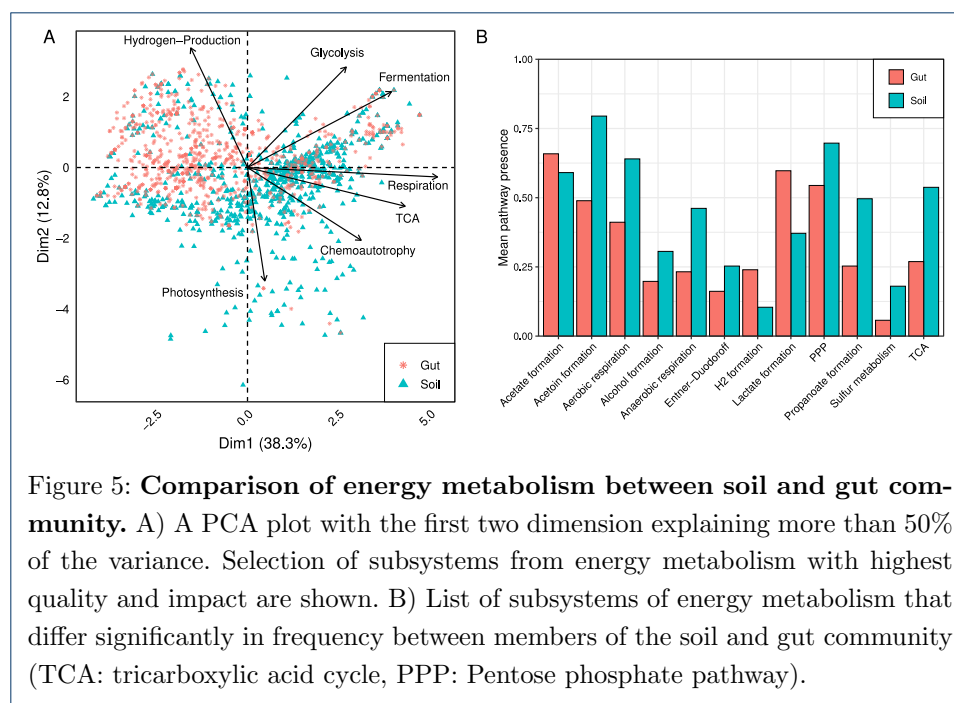 A
Hydrogen−Production
Glycolysis
Fermentation
Respiration
TCA
Chemoautotrophy
Photosynthesis
2
0
−2
−4
−6
Dim2 (12.8%)
Gut
Soil
−2.5
0.0
2.5
5.0
Dim1 (38.3%)
B
1.00
0.75
0.50
0.25
0.00
Mean pathway presence
Gut
Soil
Acetate formation
Acetoin formation
Aerobic respiration
Alcohol formation
Anaerobic respiration
Entner−Duodoroff
H2 formation
Lactate formation
PPP
Propanoate formation
Sulfur metabolism
TCA
Figure 5: Comparison of energy metabolism between soil and gut com-
munity. A) A PCA plot with the first two dimension explaining more than 50%
of the variance. Selection of subsystems from energy metabolism with highest
quality and impact are shown. B) List of subsystems of energy metabolism that
differ significantly in frequency between members of the soil and gut community
(TCA: tricarboxylic acid cycle, PPP: Pentose phosphate pathway).